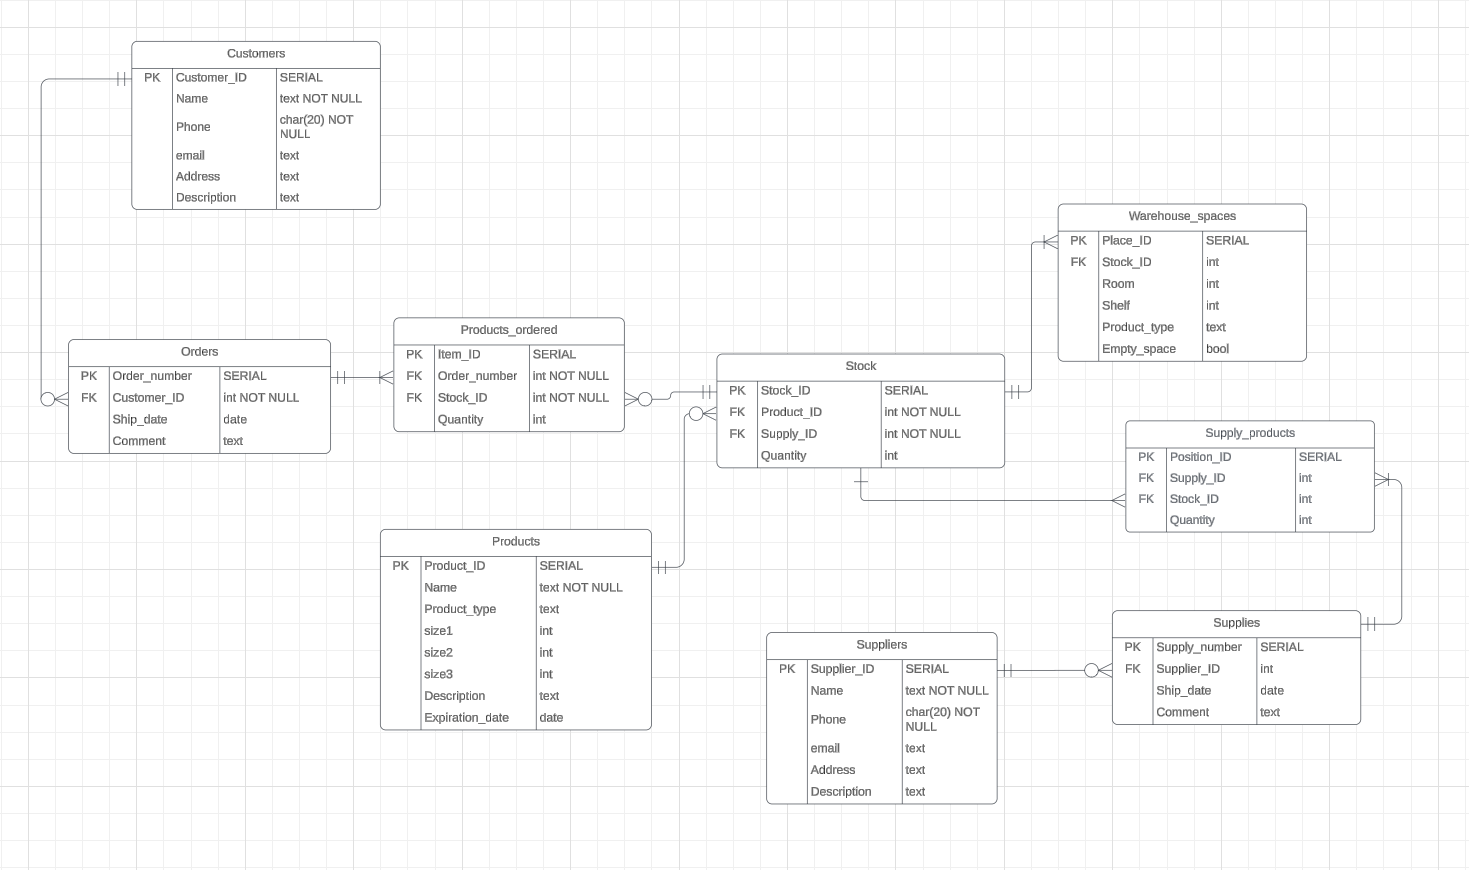 Customers
PK Customer_ID SERIAL
Name text NOT NULL
Phone char(20) NOT
NULL
email text
Address text
Description text
Warehouse_spaces
PK Place_ID SERIAL
FK Stock_ID int
Room int
Shelf int
Product_type text
Empty_space bool
Orders
PK Order_number SERIAL
FK Customer_ID int NOT NULL
Ship_date date
Comment text
Products_ordered
PK Item_ID SERIAL
FK Order_number int NOT NULL
FK Stock_ID int NOT NULL
Quantity int
Stock
PK Stock_ID SERIAL
FK Product_ID int NOT NULL
FK Supply_ID int NOT NULL
Quantity int
Supply_products
PK Position_ID SERIAL
FK Supply_ID int
FK Stock_ID int
Quantity int
Products
PK Product_ID SERIAL
Name text NOT NULL
Product_type text
size1 int
size2 int
size3 int
Description text
Expiration_date date
Suppliers
PK Supplier_ID SERIAL
Name text NOT NULL
Phone char(20) NOT
NULL
email text
Address text
Description text
Supplies
PK Supply_number SERIAL
FK Supplier_ID int
Ship_date date
Comment text